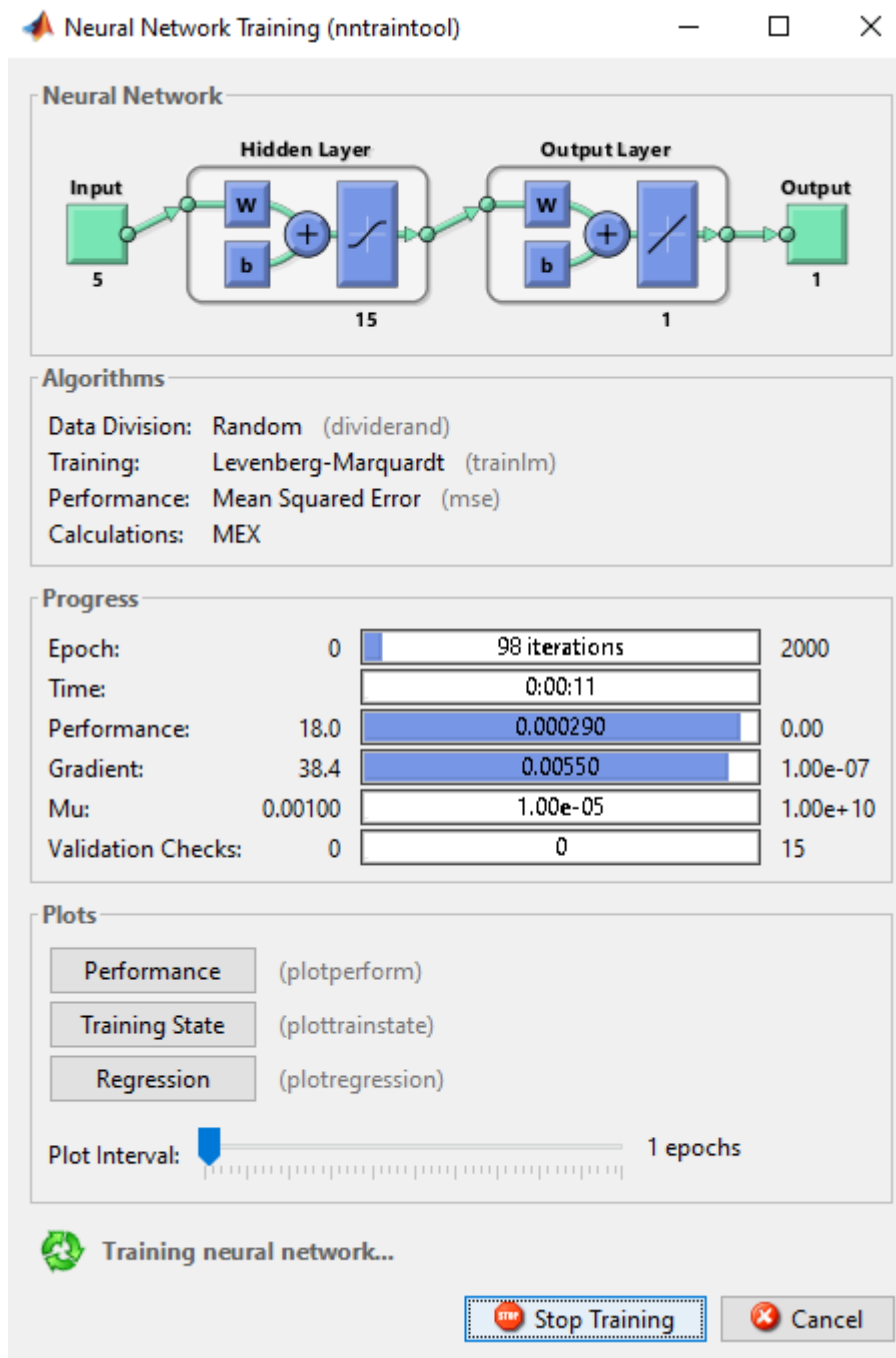 Neural Network Training (nntraintool)
Neural Network
Hidden Layer Output Layer
Input Output
W W
b b
5 15 1 1
Algorithms
Data Division: Random (dividerand)
Training: Levenberg-Marquardt (trainlm)
Performance: Mean Squared Error (mse)
Calculations: MEX
Progress
Epoch: 0 98 iterations 2000
Time: 0:00:11
Performance: 18.0 0.000290 0.00
Gradient: 38.4 0.00550 1.00e-07
Mu: 0.00100 1.00e-05 1.00e+10
Validation Checks: 0 0 15
Plots
Performance (plotperform)
Training State (plottrainstate)
Regression (plotregression)
Plot Interval: 1 epochs
Training neural network...
STOP Stop Training Cancel